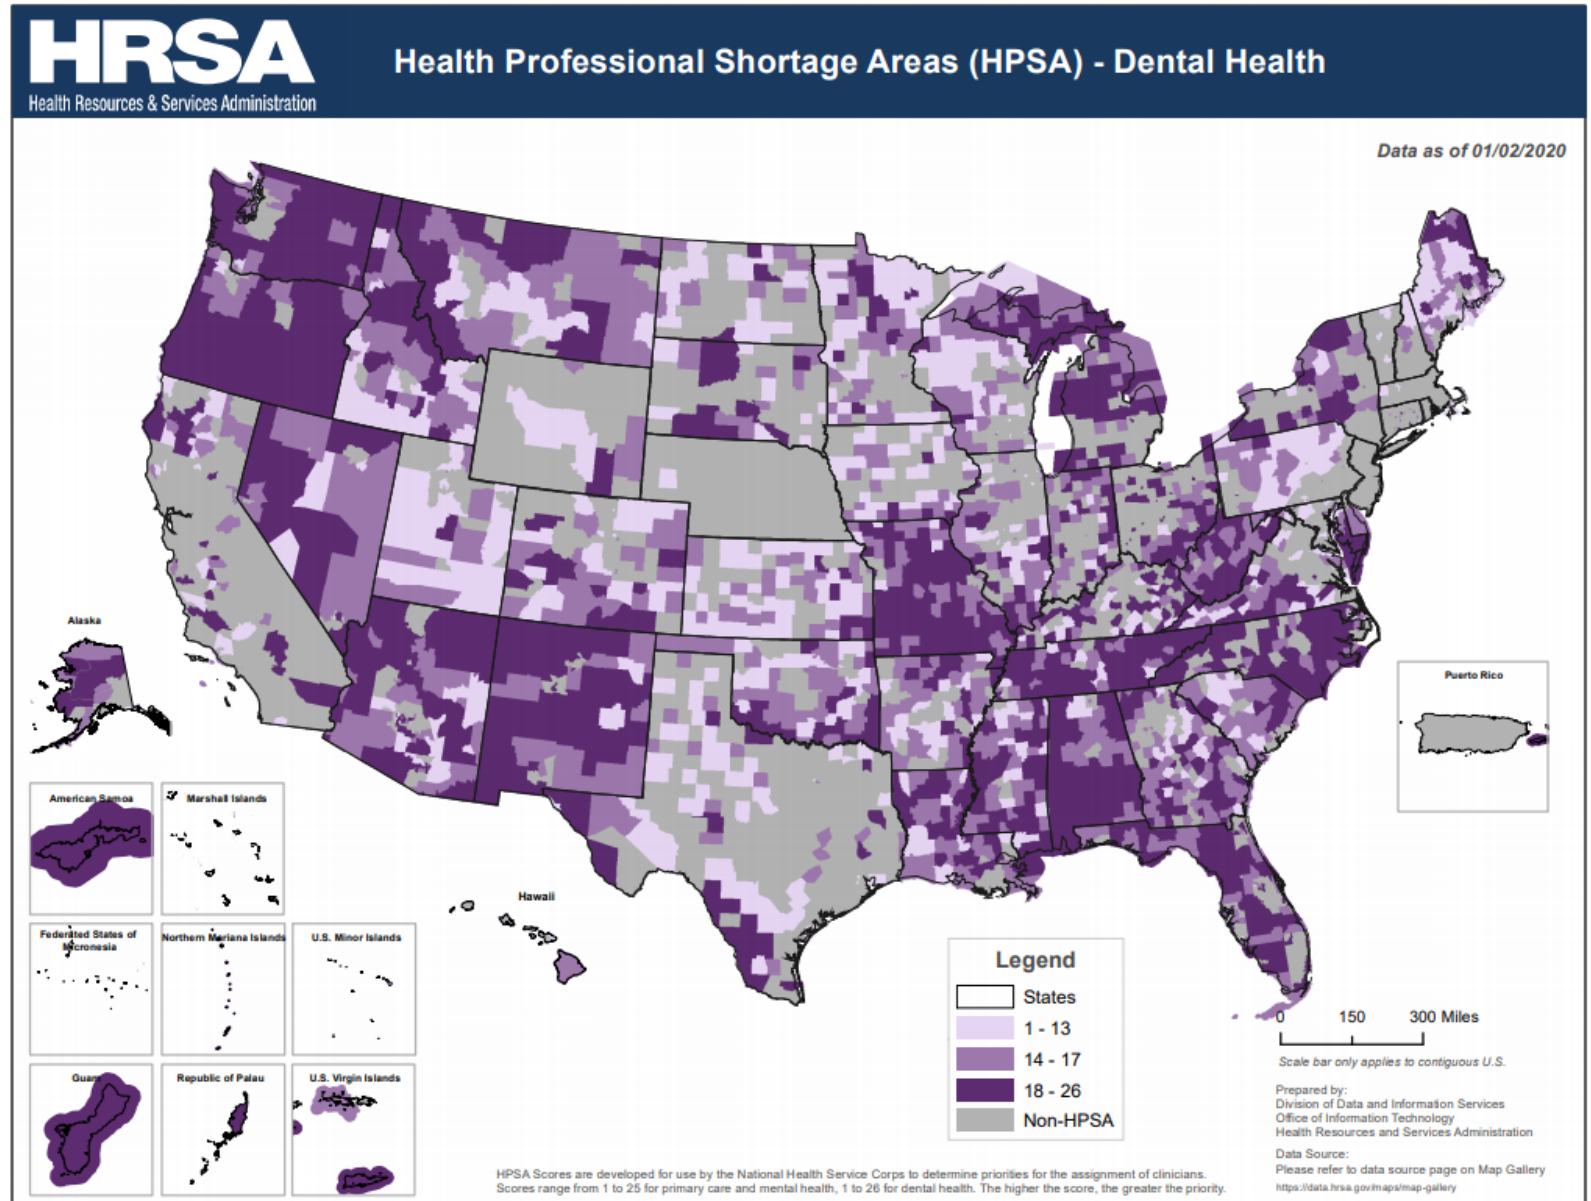 HRSA
Health Resources & Services Administration
Health Professional Shortage Areas (HPSA) - Dental Health
Data as of 01/02/2020
Alaska
Puerto Rico
American Samoa
Marshall Islands
Hawaii
Federated States of
Micronesia
Northern Mariana Islands
U.S. Minor Islands
Guam
Republic of Palau
U.S. Virgin Islands
Legend
States
1 - 13
14 - 17
18 - 26
Non-HPSA
0 150 300 Miles
Scale bar only applies to contiguous U.S.
Prepared by:
Division of Data and Information Services
Office of Information Technology
Health Resources and Services Administration
Data Source:
Please refer to data source page on Map Gallery
https://data.hrsa.gov/maps/map-gallery
HPSA Scores are developed for use by the National Health Service Corps to determine priorities for the assignment of clinicians.
Scores range from 1 to 25 for primary care and mental health, 1 to 26 for dental health. The higher the score, the greater the priority.